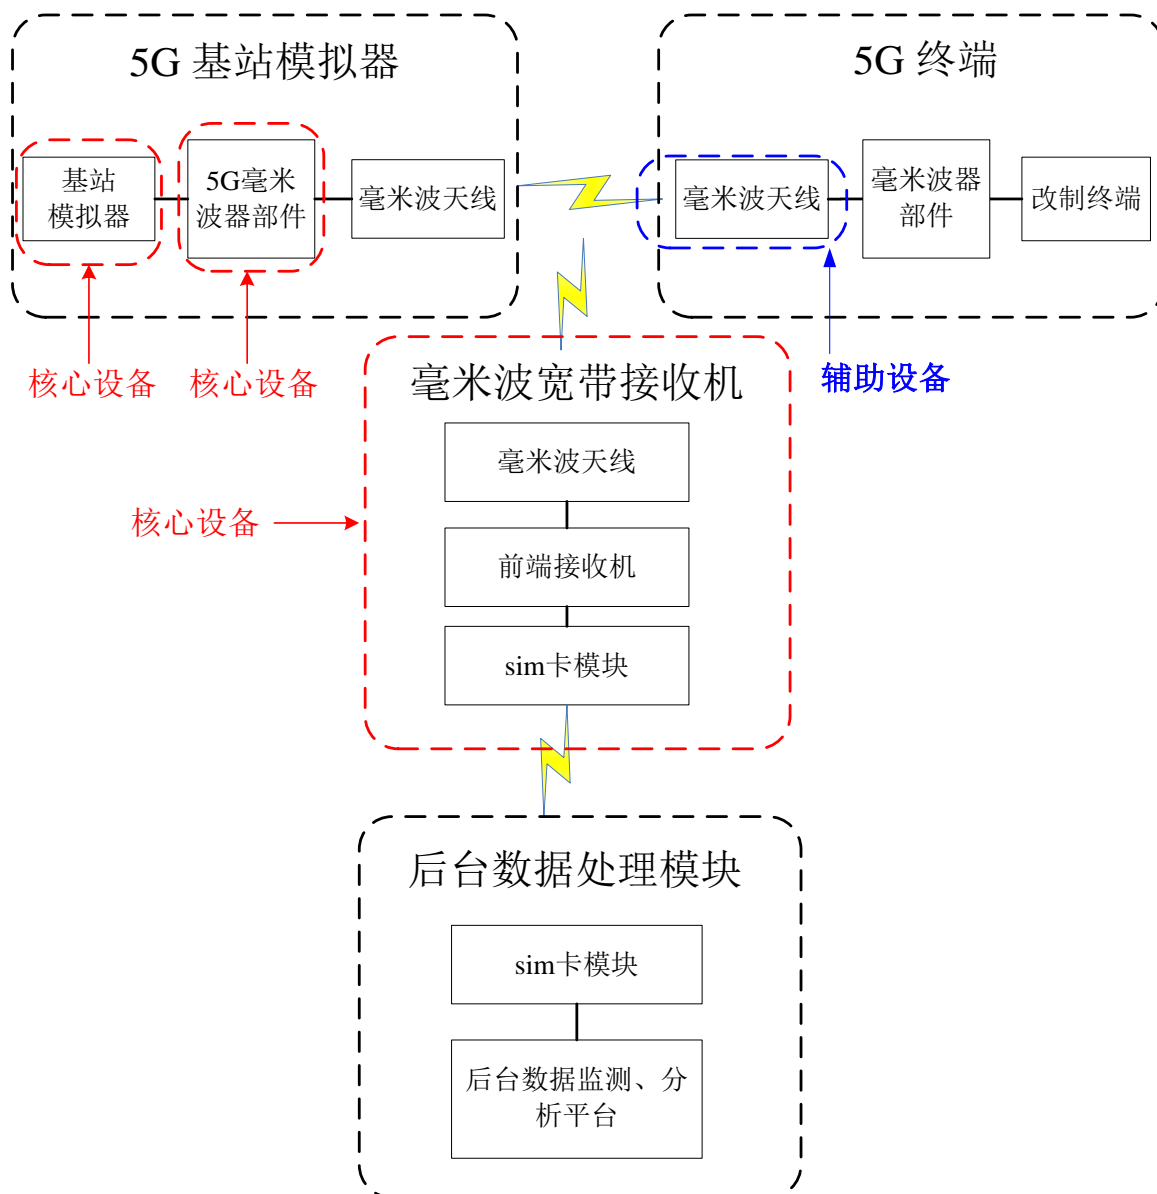 5G 基站模拟器
5G 终端
基站
模拟器
5G毫米
波器部件
毫米波天线
毫米波天线
毫米波器
部件
改制终端
核心设备
核心设备
辅助设备
毫米波宽带接收机
毫米波天线
核心设备
前端接收机
sim卡模块
后台数据处理模块
sim卡模块
后台数据监测、分
析平台